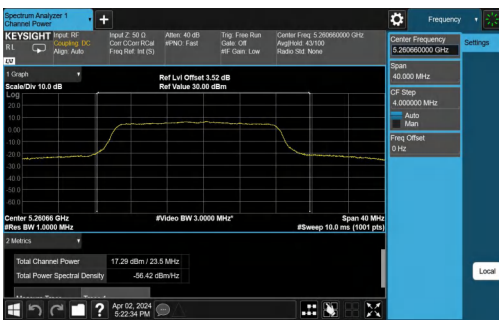 Spectrum Analyzer 1
Channel Power
Frequency
KEYSIGHT
Input: RF
Coupling: DC
Align: Auto
Input Z: 50 Ω
Corr CCorr RCal
Freq Ref: Int (S)
Atten: 40 dB
#PNO: Fast
Trig: Free Run
Gate: Off
#IF Gain: Low
Center Freq: 5.260660000 GHz
Avg|Hold: 43/100
Radio Std: None
R L
Center Frequency
5.260660000 GHz
Settings
Span
40.000 MHz
CF Step
4.000000 MHz
Auto
Man
Freq Offset
0 Hz
Local
1 Graph
Scale/Div 10.0 dB
Ref Lvl Offset 3.52 dB
Ref Value 30.00 dBm
Log
20.0
10.0
0.00
-10.0
-20.0
-30.0
-40.0
-50.0
-60.0
Center 5.26066 GHz
#Video BW 3.0000 MHz*
Span 40 MHz
#Res BW 1.0000 MHz
#Sweep 10.0 ms (1001 pts)
2 Metrics
Total Channel Power 17.29 dBm / 23.5 MHz
Total Power Spectral Density -56.42 dBm/Hz
?
Apr 02, 2024
5:22:34 PM